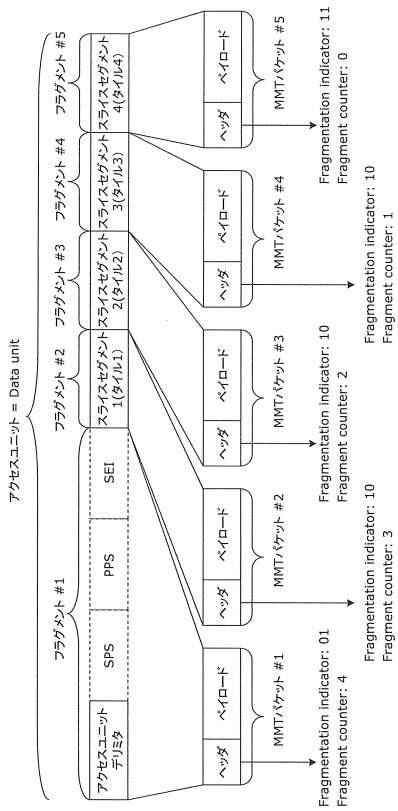 アクセスユニット = Data unit
フラグメント #1
フラグメント #2
フラグメント #3
フラグメント #4
フラグメント #5
アクセスユニット
デリミタ
SPS
PPS
SEI
スライスセグメント
1(タイル1)
スライスセグメント
2(タイル2)
スライスセグメント
3(タイル3)
スライスセグメント
4(タイル4)
ヘッダ
ペイロード
ヘッダ
ペイロード
ヘッダ
ペイロード
ヘッダ
ペイロード
ヘッダ
ペイロード
MMTパケット #1
MMTパケット #2
MMTパケット #3
MMTパケット #4
MMTパケット #5
Fragmentation indicator: 01
Fragment counter: 4
Fragmentation indicator: 10
Fragment counter: 3
Fragmentation indicator: 10
Fragment counter: 2
Fragmentation indicator: 10
Fragment counter: 1
Fragmentation indicator: 11
Fragment counter: 0